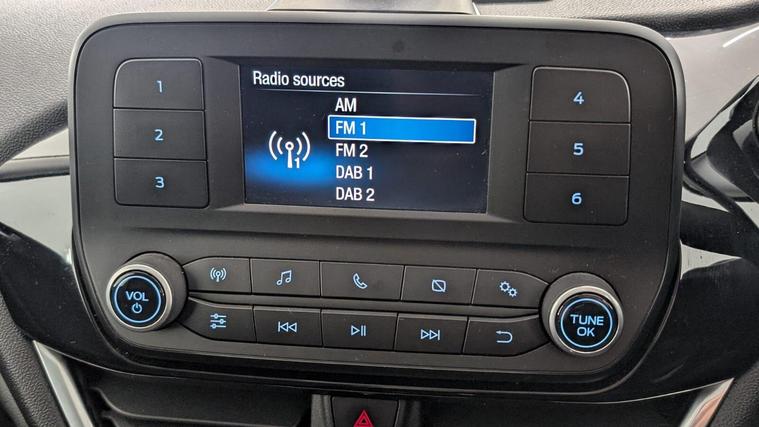 Radio sources
AM
FM 1
FM 2
DAB 1
DAB 2
1
1
2
3
4
5
6
VOL
TUNE
OK